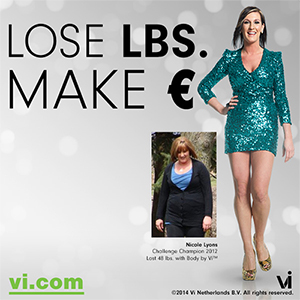 LOSE LBS.
MAKE €
Nicole Lyons
Challenge Champion 2012
Lost 48 lbs. with Body by Vi™
vi.com
Vi
©2014 Vi Netherlands B.V. All rights reserved.